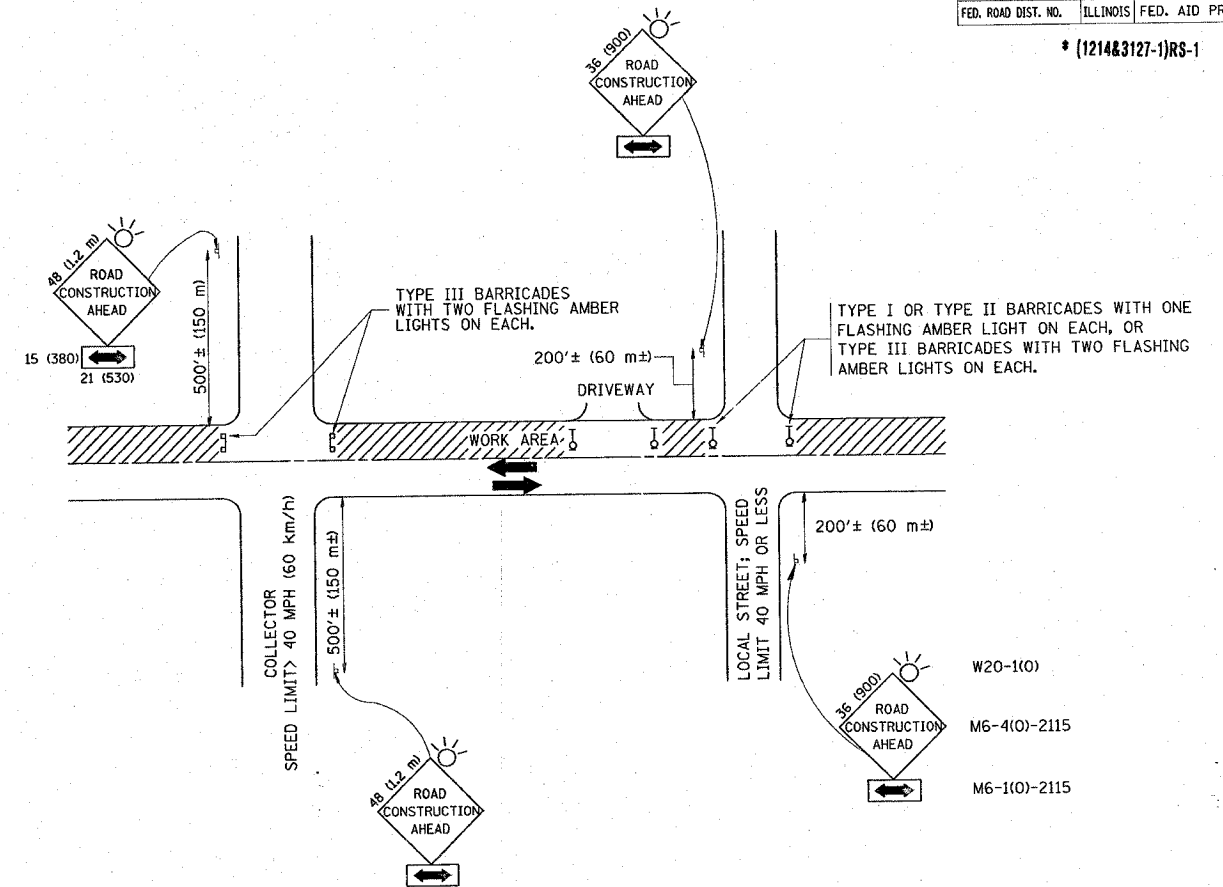 FED. ROAD DIST. NO. ILLINOIS FED. AID PR
* (1214&3127-1)RS-1
36 (900)
ROAD
CONSTRUCTION
AHEAD
48 (1.2 m)
ROAD
CONSTRUCTION
AHEAD
15 (380)
21 (530)
500'± (150 m)
TYPE III BARRICADES
WITH TWO FLASHING AMBER
LIGHTS ON EACH.
200'± (60 m±)
DRIVEWAY
TYPE I OR TYPE II BARRICADES WITH ONE
FLASHING AMBER LIGHT ON EACH, OR
TYPE III BARRICADES WITH TWO FLASHING
AMBER LIGHTS ON EACH.
WORK AREA
COLLECTOR
SPEED LIMIT> 40 MPH (60 km/h)
500'± (150 m±)
LOCAL STREET; SPEED
LIMIT 40 MPH OR LESS
200'± (60 m±)
48 (1.2 m)
ROAD
CONSTRUCTION
AHEAD
36 (900)
ROAD
CONSTRUCTION
AHEAD
W20-1(O)
M6-4(O)-2115
M6-1(O)-2115